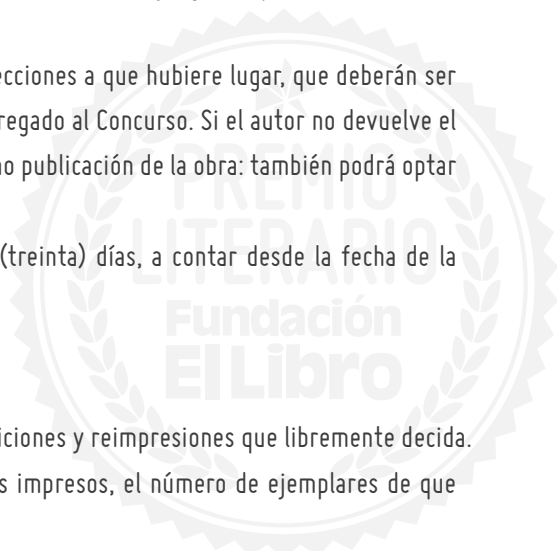 ecciones a que hubiere lugar, que deberán ser
regado al Concurso. Si el autor no devuelve el
no publicación de la obra: también podrá optar
(treinta) días, a contar desde la fecha de la
iciones y reimpresiones que libremente decida.
s impresos, el número de ejemplares de que
PREMIO
LITERARIO
Fundación
El Libro